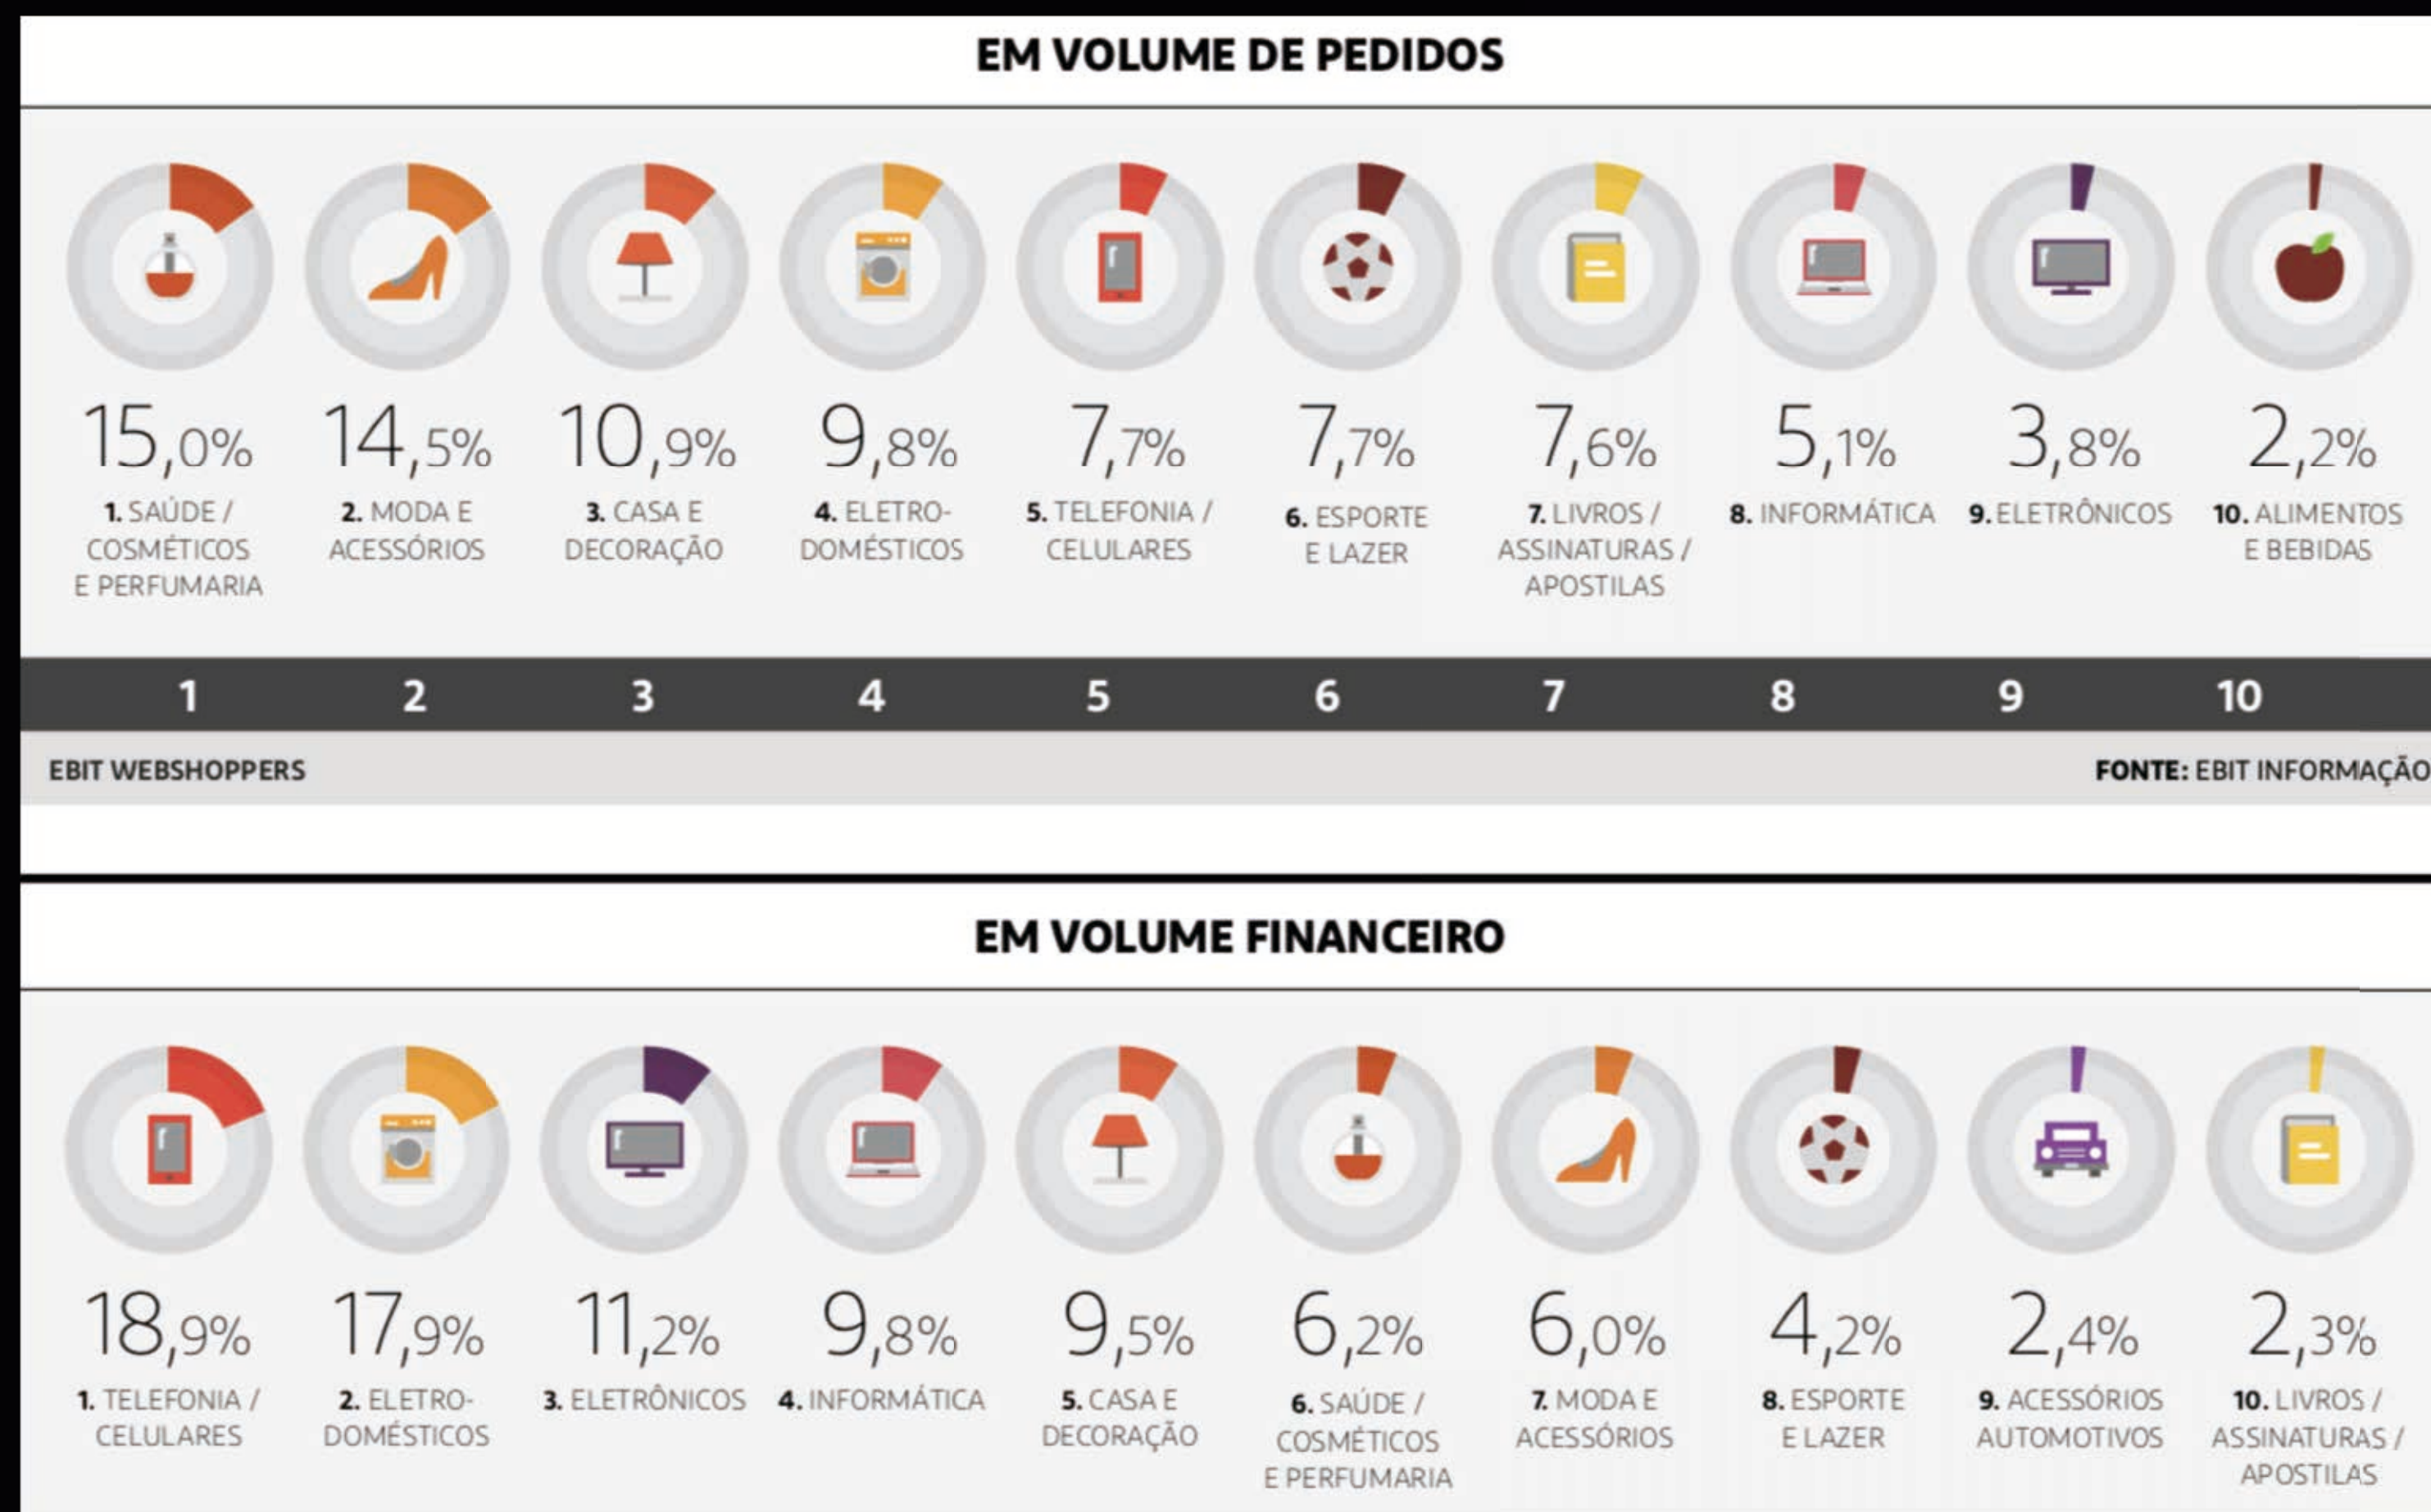 EM VOLUME DE PEDIDOS
15,0%
1. SAÚDE /
COSMÉTICOS
E PERFUMARIA
14,5%
2. MODA E
ACESSÓRIOS
10,9%
3. CASA E
DECORAÇÃO
9,8%
4. ELETRO-
DOMÉSTICOS
7,7%
5. TELEFONIA /
CELULARES
7,7%
6. ESPORTE
E LAZER
7,6%
7. LIVROS /
ASSINATURAS /
APOSTILAS
5,1%
8. INFORMÁTICA
3,8%
9. ELETRÔNICOS
2,2%
10. ALIMENTOS
E BEBIDAS
1 2 3 4 5 6 7 8 9 10
EBIT WEBSHOPPERS
FONTE: EBIT INFORMAÇÃO
EM VOLUME FINANCEIRO
18,9%
1. TELEFONIA /
CELULARES
17,9%
2. ELETRO-
DOMÉSTICOS
11,2%
3. ELETRÔNICOS
9,8%
4. INFORMÁTICA
9,5%
5. CASA E
DECORAÇÃO
6,2%
6. SAÚDE /
COSMÉTICOS
E PERFUMARIA
6,0%
7. MODA E
ACESSÓRIOS
4,2%
8. ESPORTE
E LAZER
2,4%
9. ACESSÓRIOS
AUTOMOTIVOS
2,3%
10. LIVROS /
ASSINATURAS /
APOSTILAS